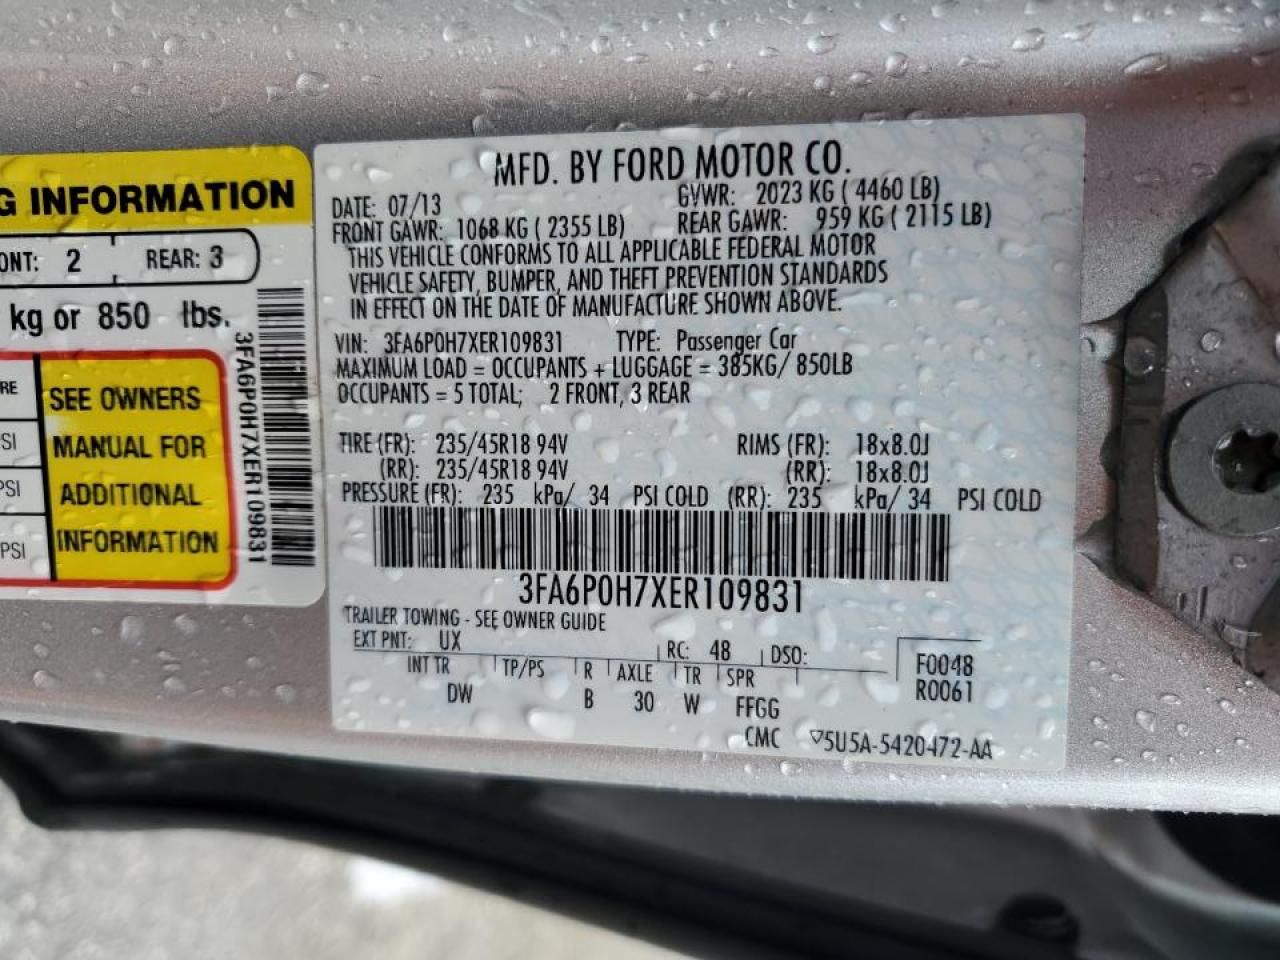 G INFORMATION
ONT: 2 REAR: 3
kg or 850 lbs.
RE
PSI
PSI
PSI
SEE OWNERS
MANUAL FOR
ADDITIONAL
INFORMATION
3FA6P0H7XER109831
MFD. BY FORD MOTOR CO.
DATE: 07/13 GVWR: 2023 KG ( 4460 LB)
FRONT GAWR: 1068 KG ( 2355 LB) REAR GAWR: 959 KG ( 2115 LB)
THIS VEHICLE CONFORMS TO ALL APPLICABLE FEDERAL MOTOR
VEHICLE SAFETY, BUMPER, AND THEFT PREVENTION STANDARDS
IN EFFECT ON THE DATE OF MANUFACTURE SHOWN ABOVE.
VIN: 3FA6P0H7XER109831 TYPE: Passenger Car
MAXIMUM LOAD = OCCUPANTS + LUGGAGE = 385KG/ 850LB
OCCUPANTS = 5 TOTAL; 2 FRONT, 3 REAR
TIRE (FR): 235/45R18 94V RIMS (FR): 18x8.0J
(RR): 235/45R18 94V (RR): 18x8.0J
PRESSURE (FR): 235 kPa/ 34 PSI COLD (RR): 235 kPa/ 34 PSI COLD
3FA6P0H7XER109831
TRAILER TOWING - SEE OWNER GUIDE
EXT PNT: UX RC: 48 DSO:
INT TR TP/PS R AXLE TR SPR
DW B 30 W FFGG
F0048
R0061
CMC ▽5U5A-5420472-AA